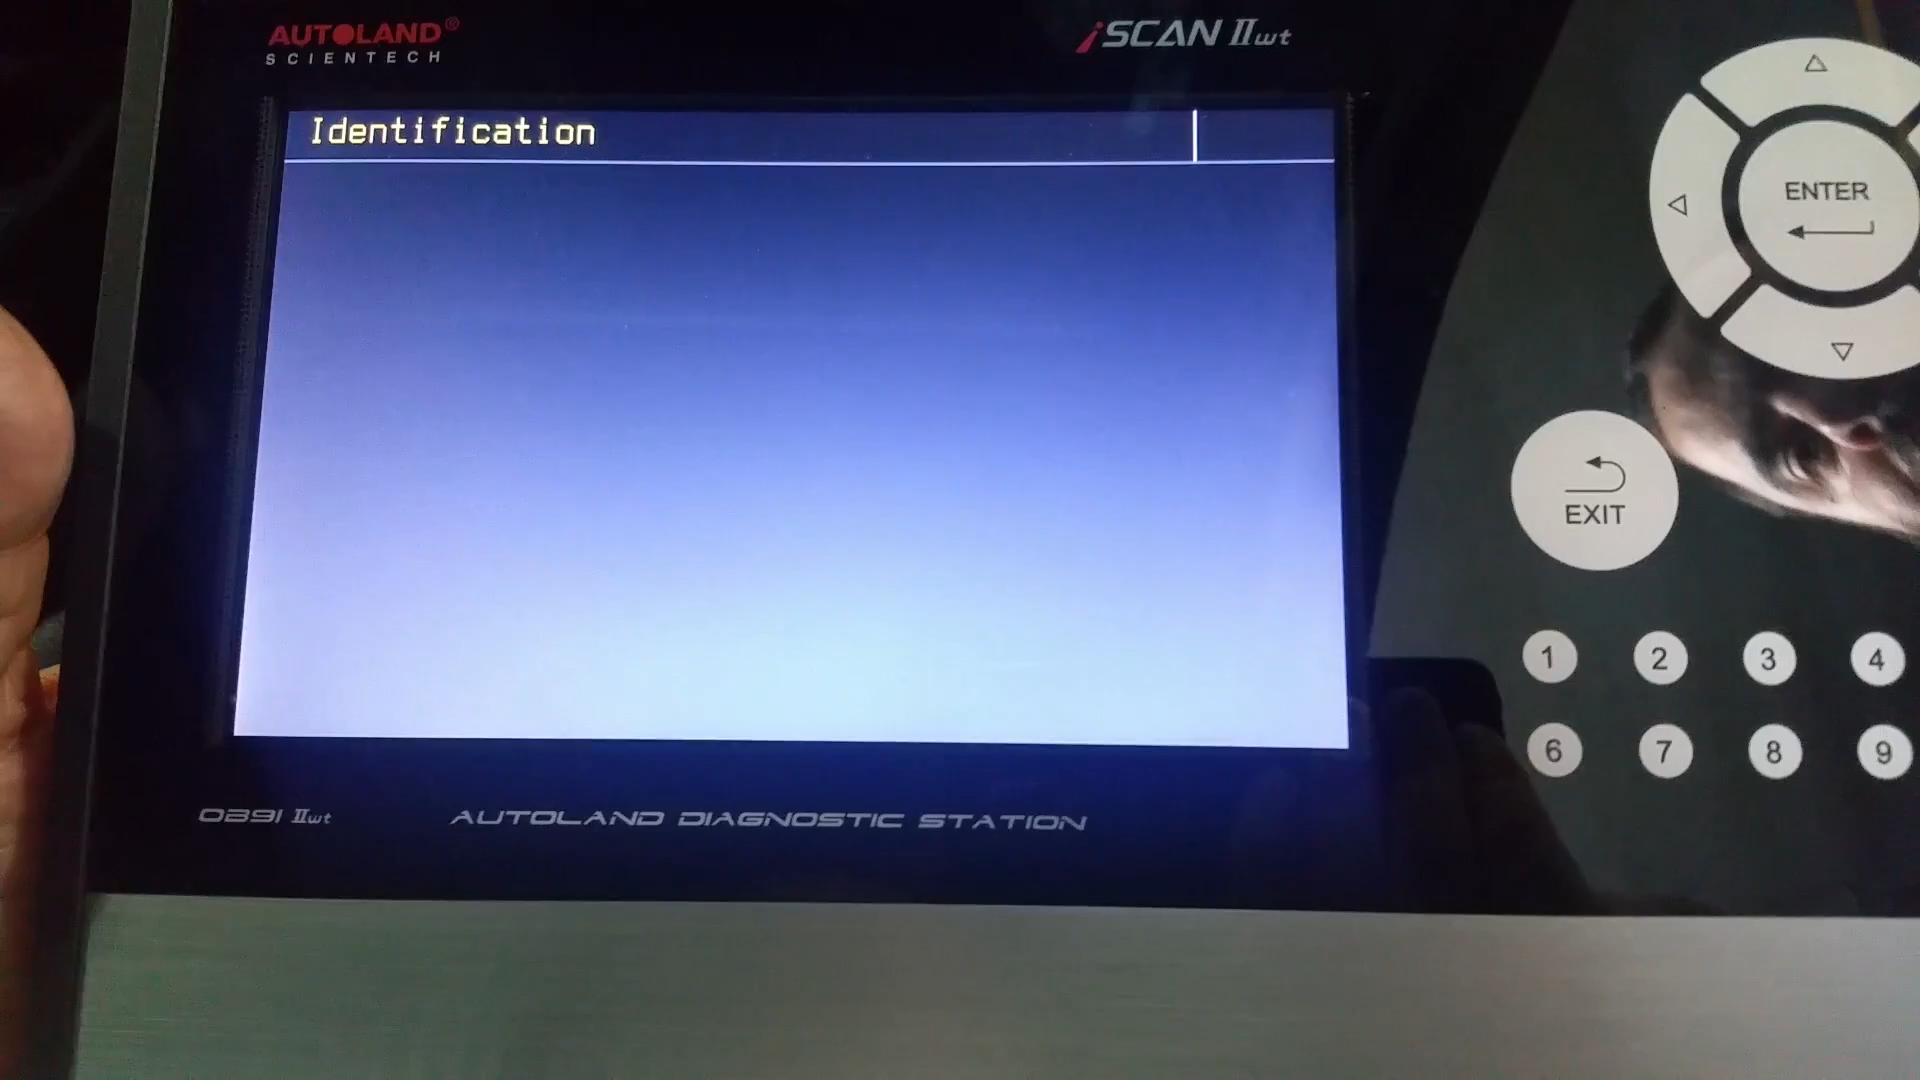 AUTOLAND®
SCIENTECH
iSCAN IIwt
Identification
ENTER
EXIT
1 2 3 4
6 7 8 9
OB91 IIwt
AUTOLAND DIAGNOSTIC STATION